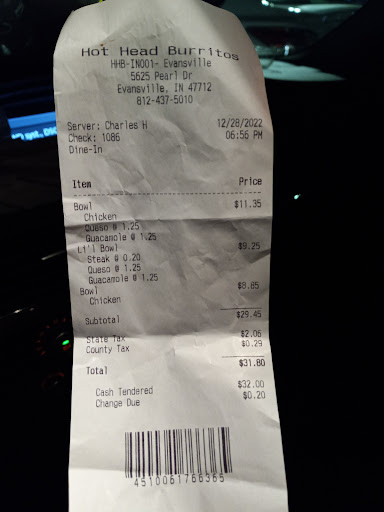 Hot Head Burritos
HHB-IN001- Evansville
5625 Pearl Dr
Evansville, IN 47712
812-437-5010
Server: Charles H 12/28/2022
Check: 1086 06:56 PM
Dine-In
Item Price
Bowl $11.35
Chicken
Queso @ 1.25
Guacamole @ 1.25
Lt'l Bowl $9.25
Steak @ 0.20
Queso @ 1.25
Guacamole @ 1.25
Bowl $8.85
Chicken
Subtotal $29.45
State Tax $2.06
County Tax $0.29
Total $31.80
Cash Tendered $32.00
Change Due $0.20
4510061766365